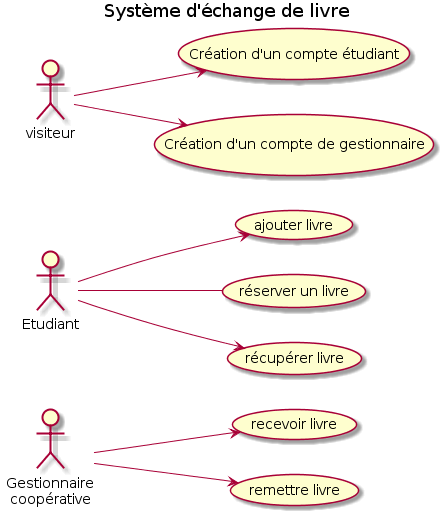 Système d'échange de livre
Création d'un compte étudiant
visiteur
Création d'un compte de gestionnaire
ajouter livre
réserver un livre
Etudiant
récupérer livre
recevoir livre
Gestionnaire
coopérative
remettre livre